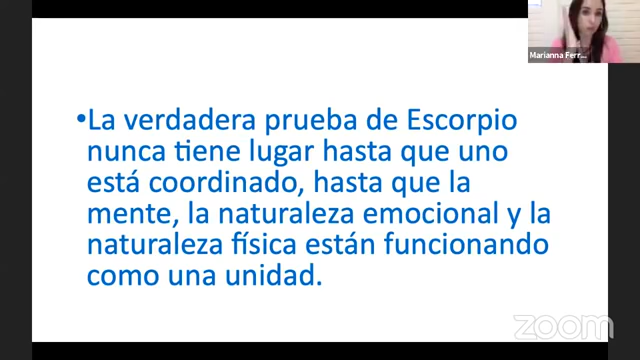 Marianna Ferr...
•La verdadera prueba de Escorpio
nunca tiene lugar hasta que uno
está coordinado, hasta que la
mente, la naturaleza emocional y la
naturaleza física están funcionando
como una unidad.
zoom